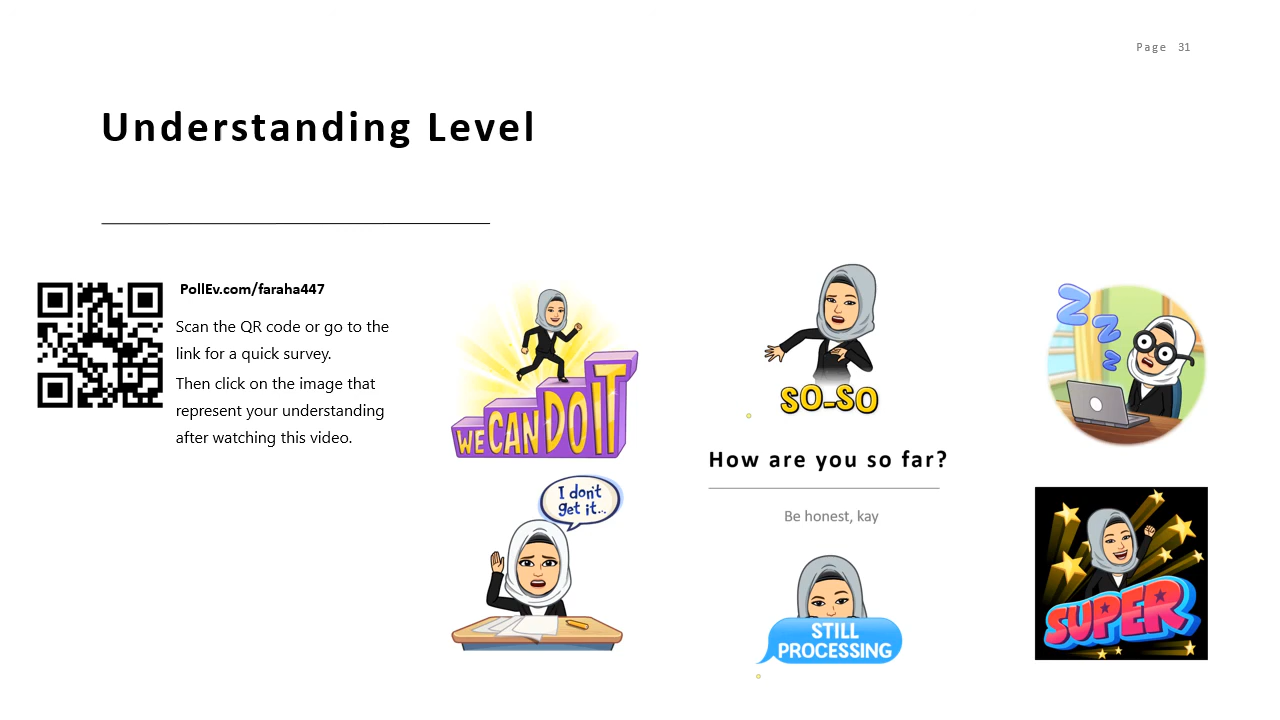 Page 31
Understanding Level
PollEv.com/faraha447
Scan the QR code or go to the
link for a quick survey.
Then click on the image that
represent your understanding
after watching this video.
WE CAN DO IT
SO-SO
Z Z Z
How are you so far?
Be honest, kay
I don't
get it...
STILL
PROCESSING
SUPER